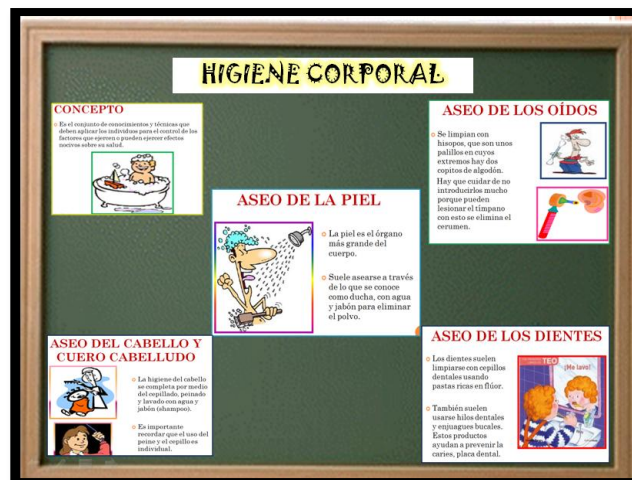 HIGIENE CORPORAL
CONCEPTO
Es el conjunto de conocimientos y técnicas que
deben aplicar los individuos para el control de los
factores que ejercen o pueden ejercer efectos
nocivos sobre su salud.
ASEO DE LOS OÍDOS
Se limpian con
hisopos, que son unos
palillos en cuyos
extremos hay dos
copitos de algodón.
Hay que cuidar de no
introducirlos mucho
porque pueden
lesionar el tímpano
con esto se elimina el
cerumen.
ASEO DE LA PIEL
La piel es el órgano
más grande del
cuerpo.
Suele asearse a través
de lo que se conoce
como ducha, con agua
y jabón para eliminar
el polvo.
ASEO DEL CABELLO Y
CUERO CABELLUDO
La higiene del cabello
se completa por medio
del cepillado, peinado
y lavado con agua y
jabón (shampoo).
Es importante
recordar que el uso del
peine y el cepillo es
individual.
ASEO DE LOS DIENTES
Los dientes suelen
limpiarse con cepillos
dentales usando
pastas ricas en flúor.
También suelen
usarse hilos dentales
y enjuagues bucales.
Estos productos
ayudan a prevenir la
caries, placa dental.
TEO
¡Me lavo!